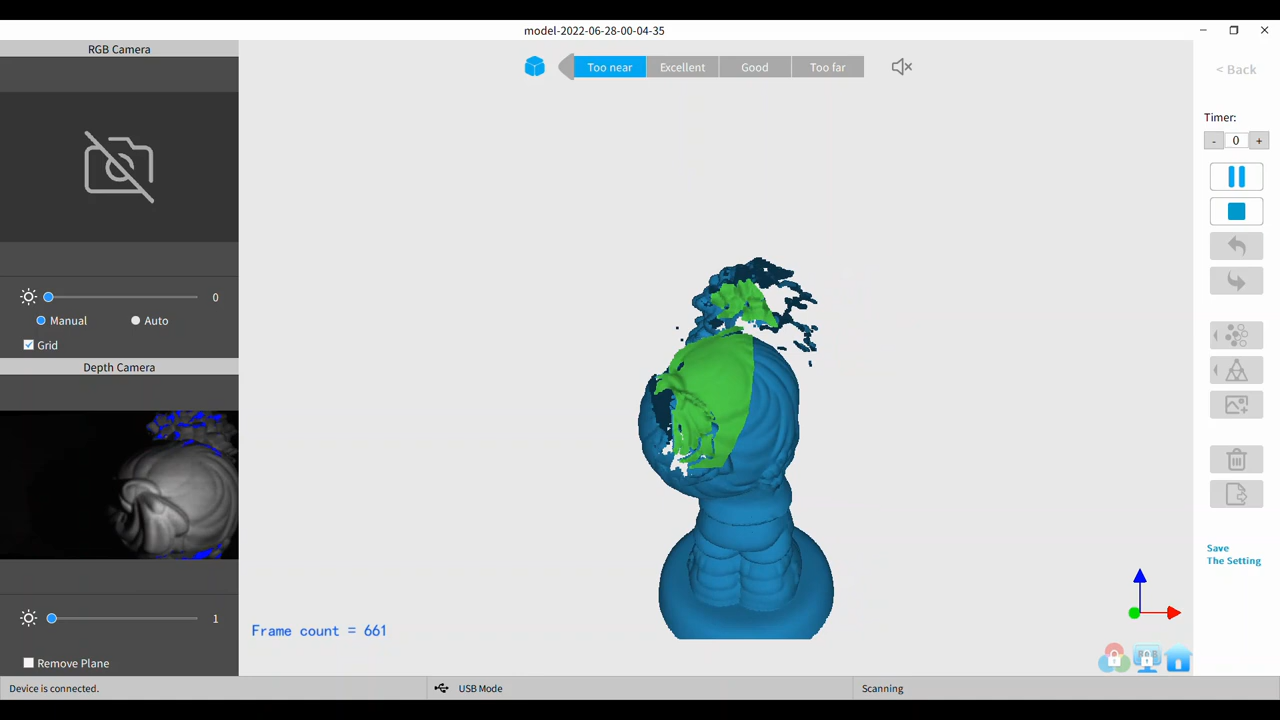 model-2022-06-28-00-04-35
RGB Camera
Too near
Excellent
Good
Too far
< Back
Timer:
- 0 +
0
Manual
Auto
Grid
Depth Camera
Save
The Setting
1
Frame count = 661
Remove Plane
Device is connected.
USB Mode
Scanning